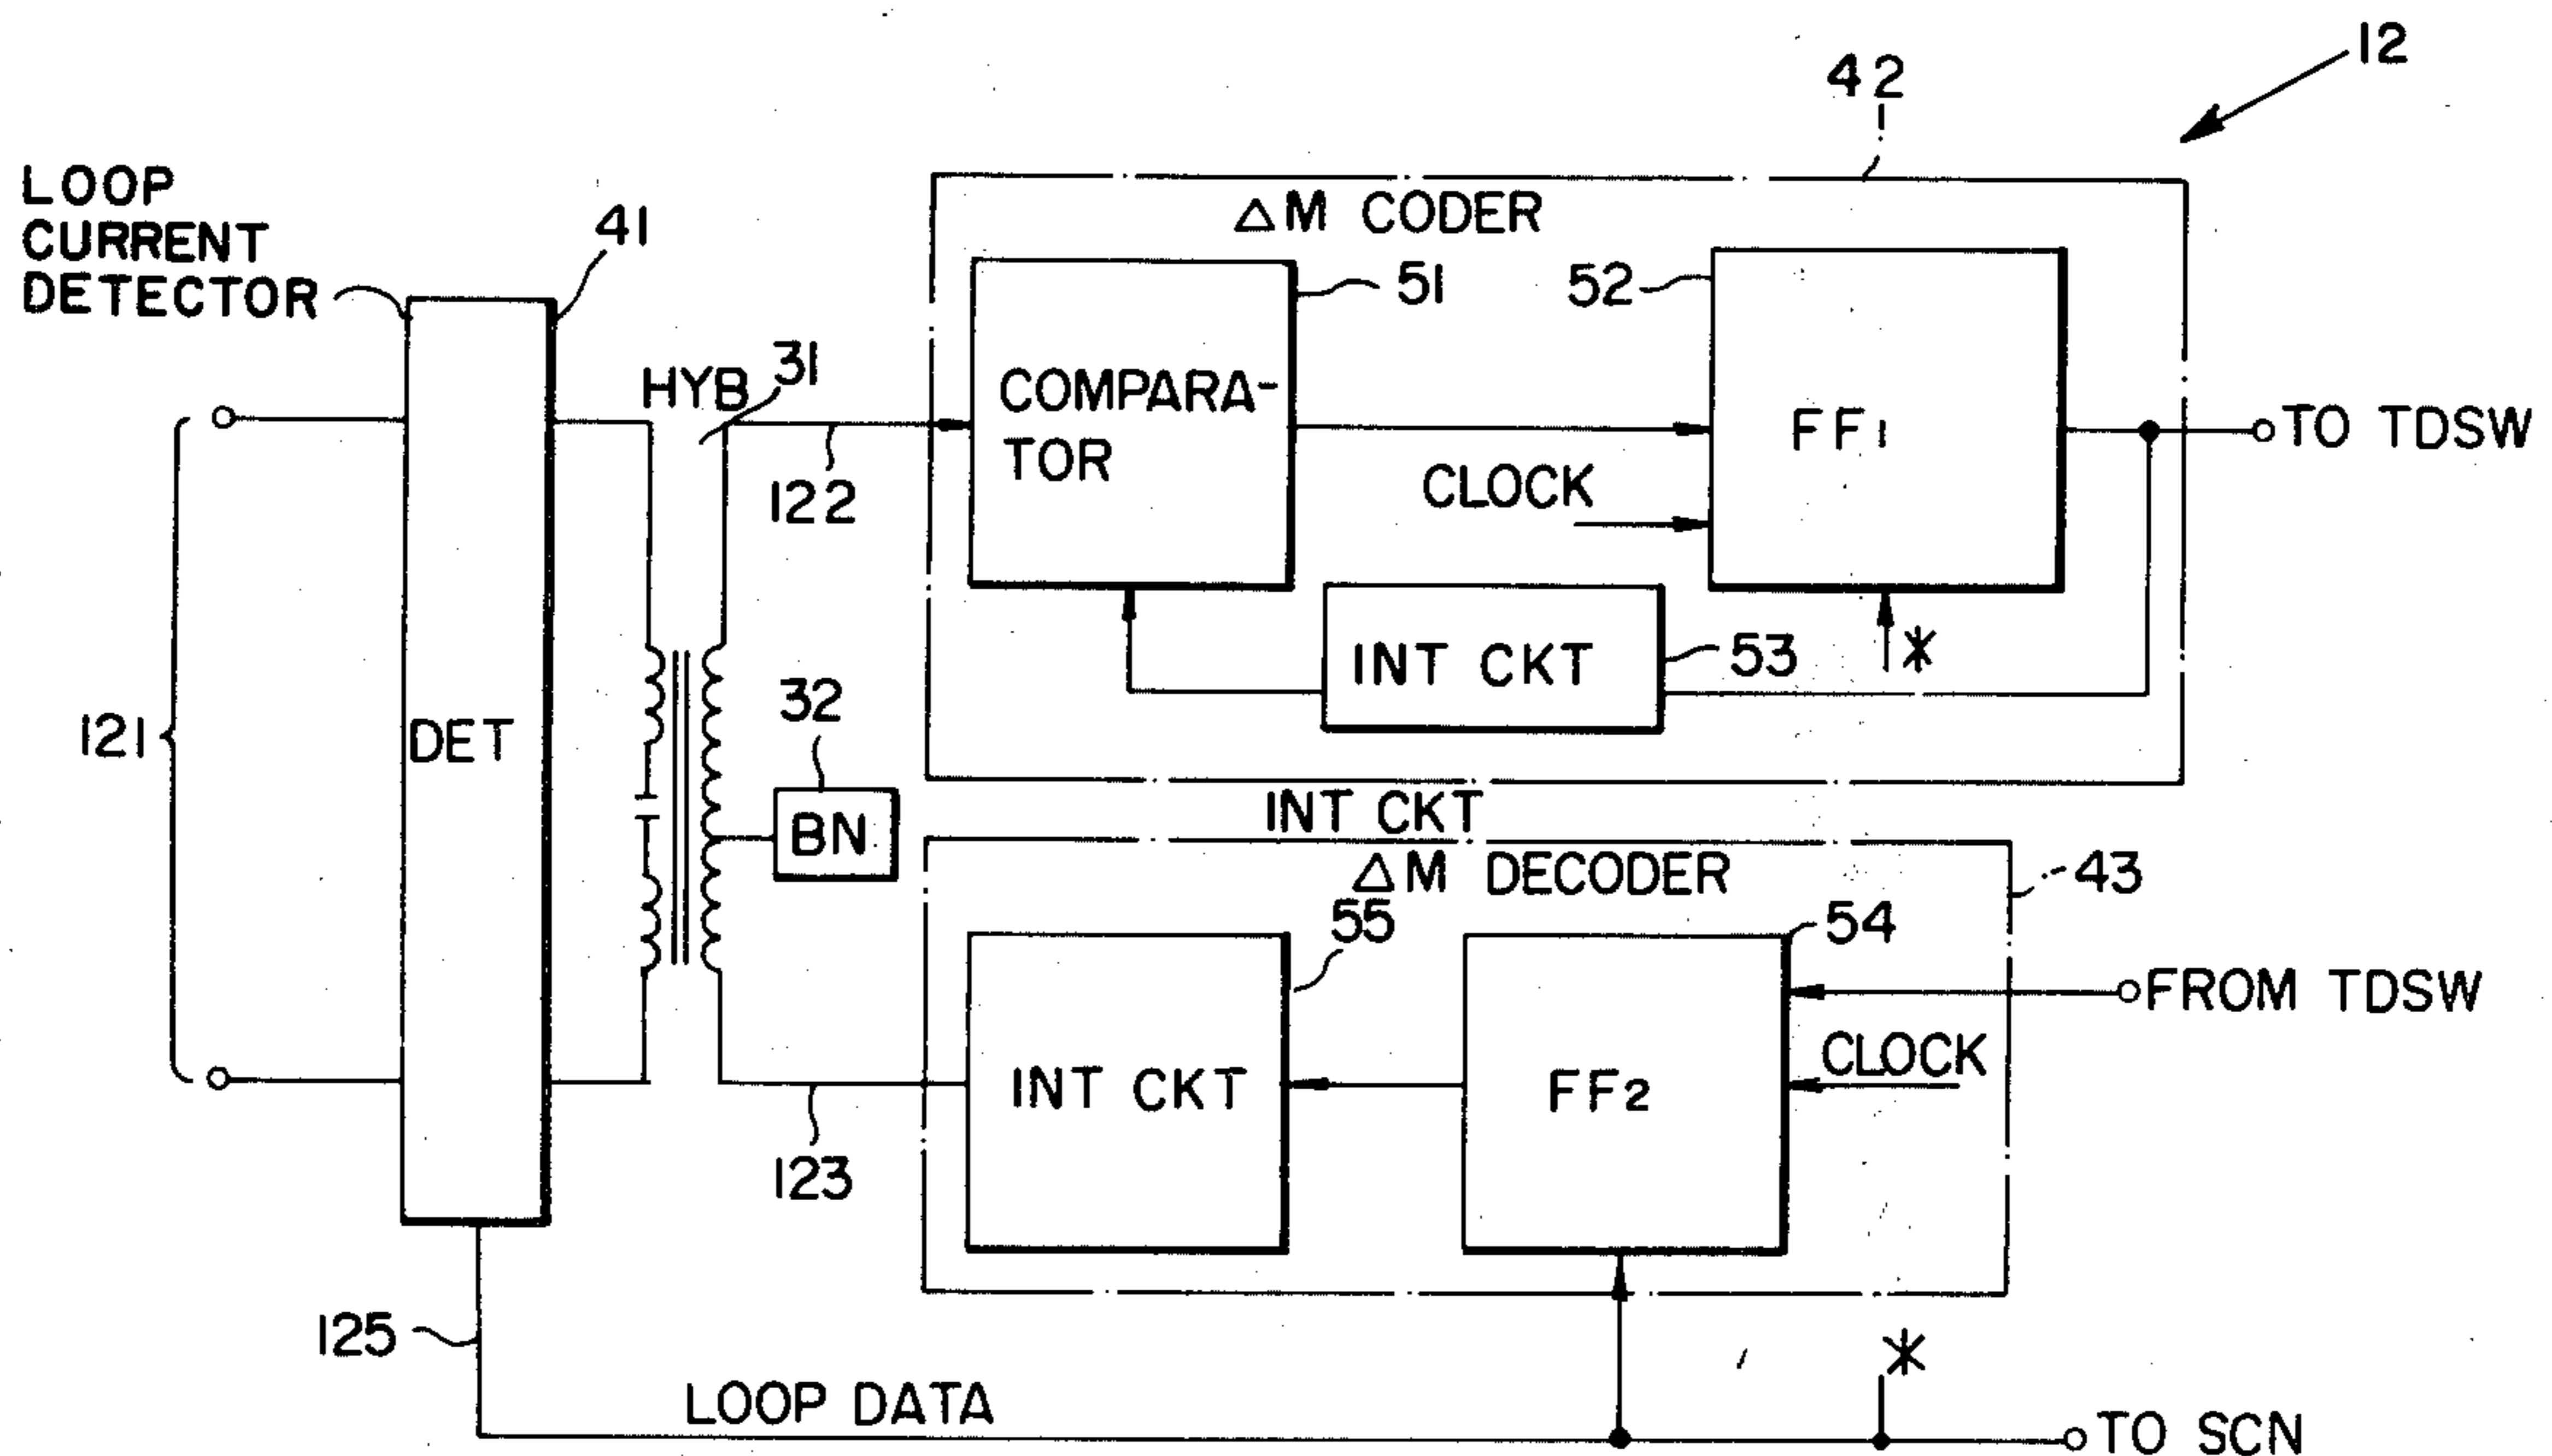 12
42
LOOP
CURRENT
DETECTOR
41
△M CODER
51
52
HYB
31
COMPARA-
TOR
FF1
TO TDSW
122
CLOCK
*
INT CKT
53
121
DET
32
BN
INT CKT
△M DECODER
43
55
54
FROM TDSW
INT CKT
FF2
CLOCK
123
125
*
LOOP DATA
TO SCN